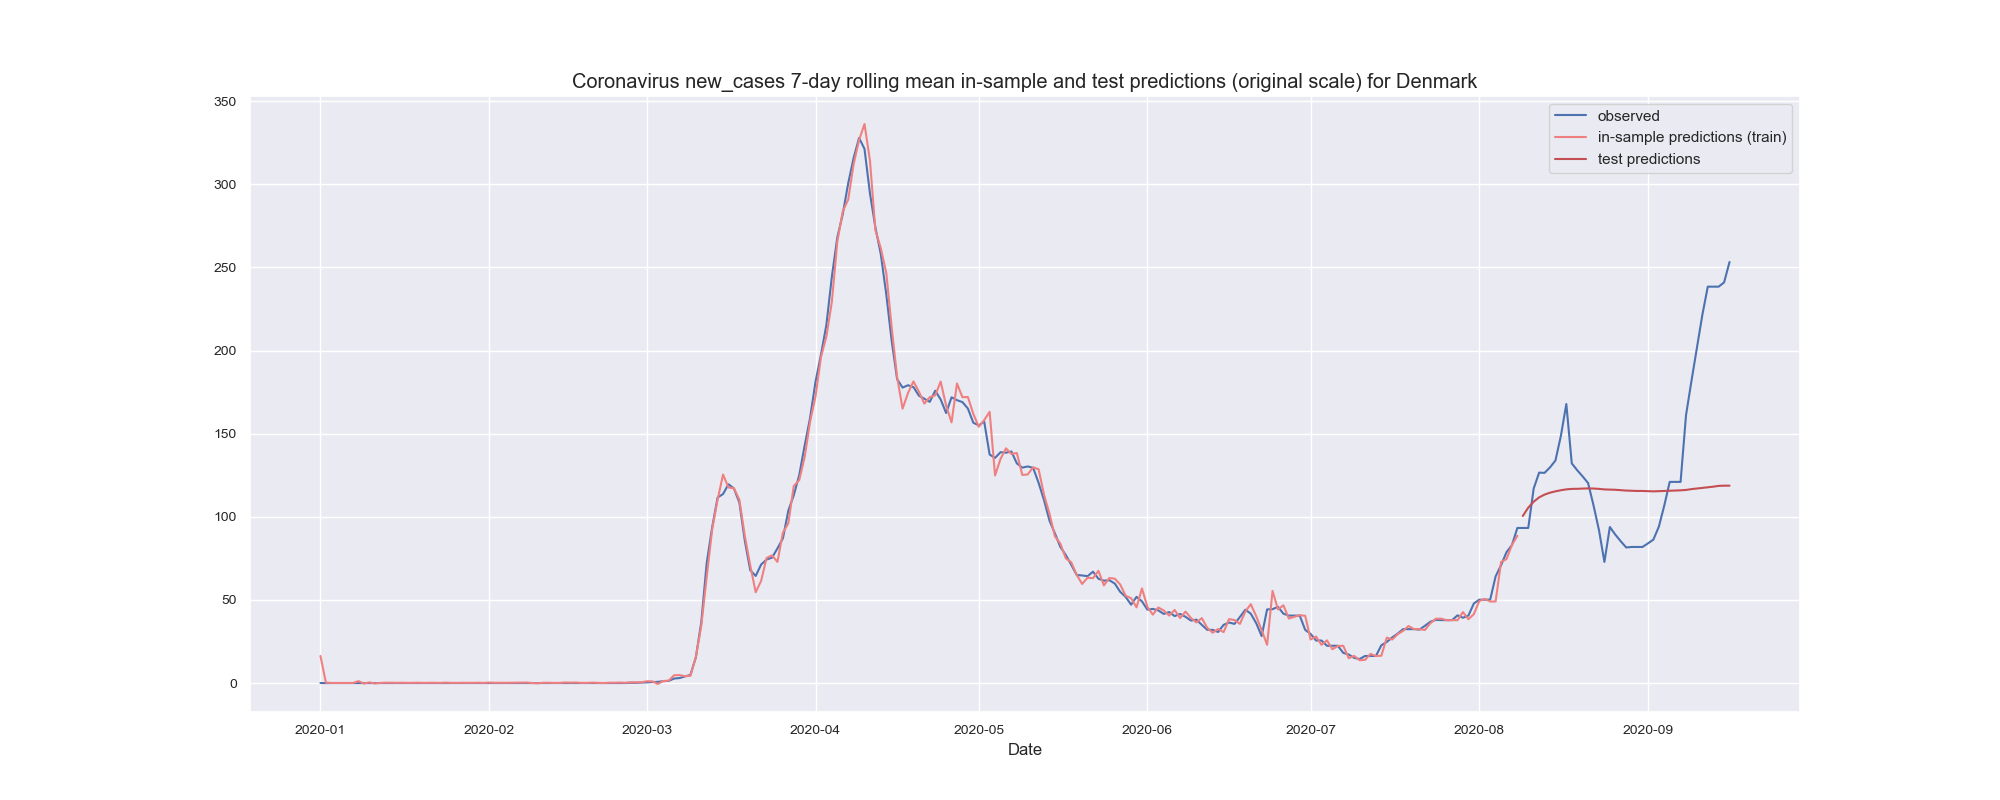 Coronavirus new_cases 7-day rolling mean in-sample and test predictions (original scale) for Denmark
observed
in-sample predictions (train)
test predictions
350
300
250
200
150
100
50
0
2020-01 2020-02 2020-03 2020-04 2020-05 2020-06 2020-07 2020-08 2020-09
Date